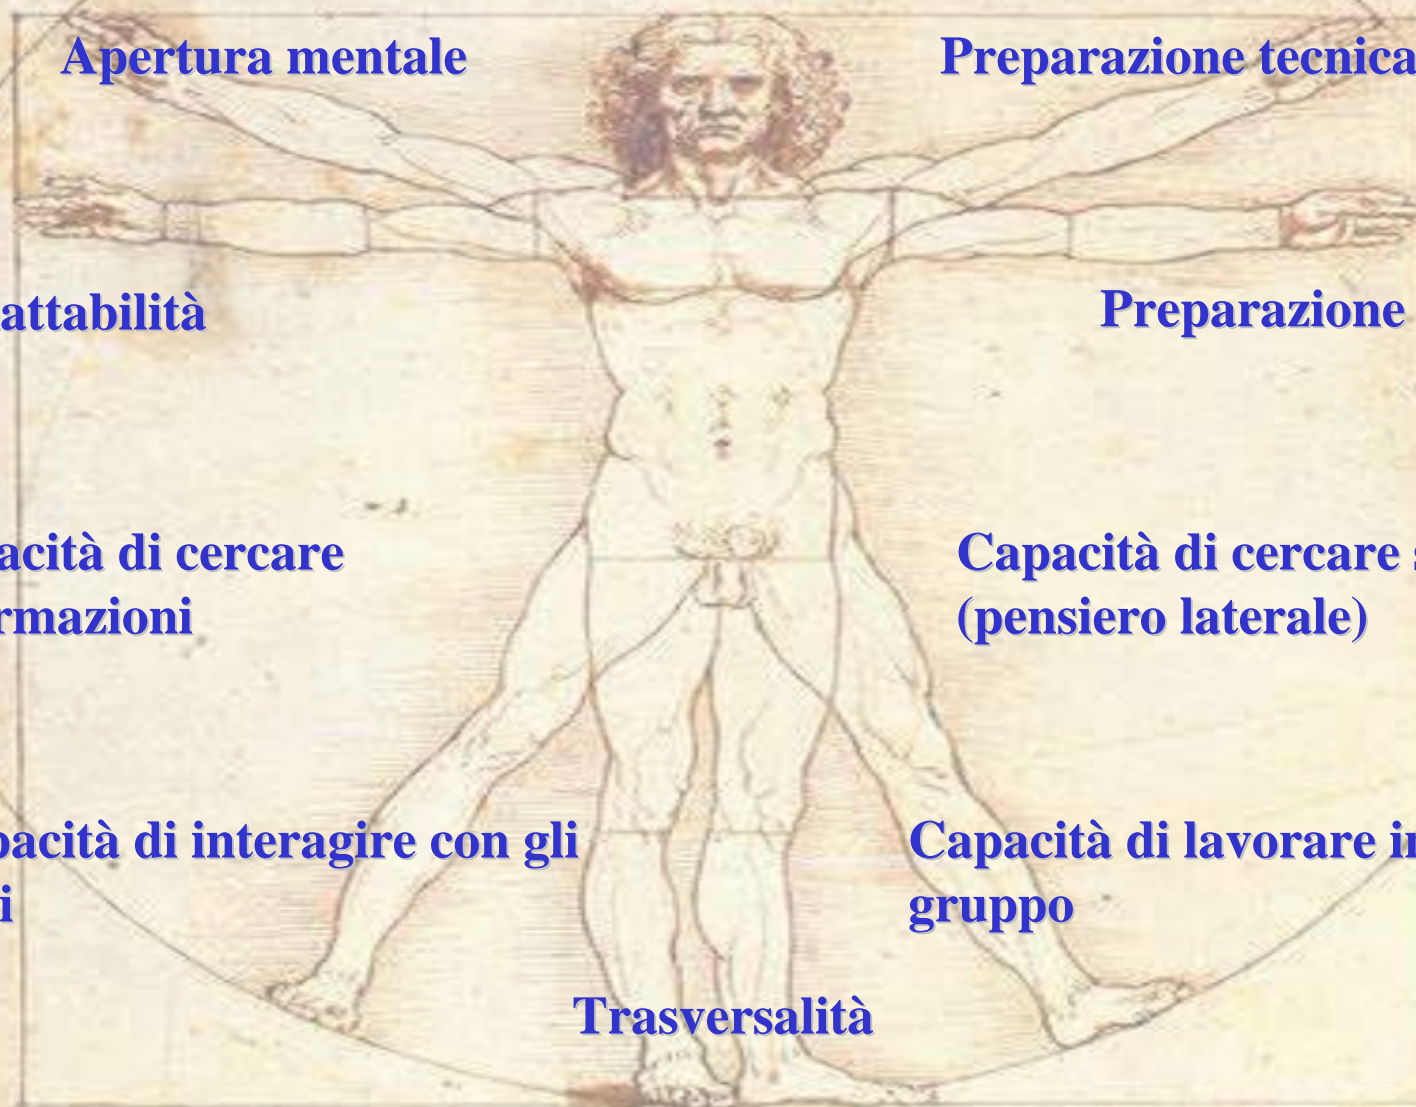 Apertura mentale
Preparazione tecnica
attabilità
Preparazione
acità di cercare
rmazioni
Capacità di cercare s
(pensiero laterale)
pacità di interagire con gli
i
Capacità di lavorare in
gruppo
Trasversalità